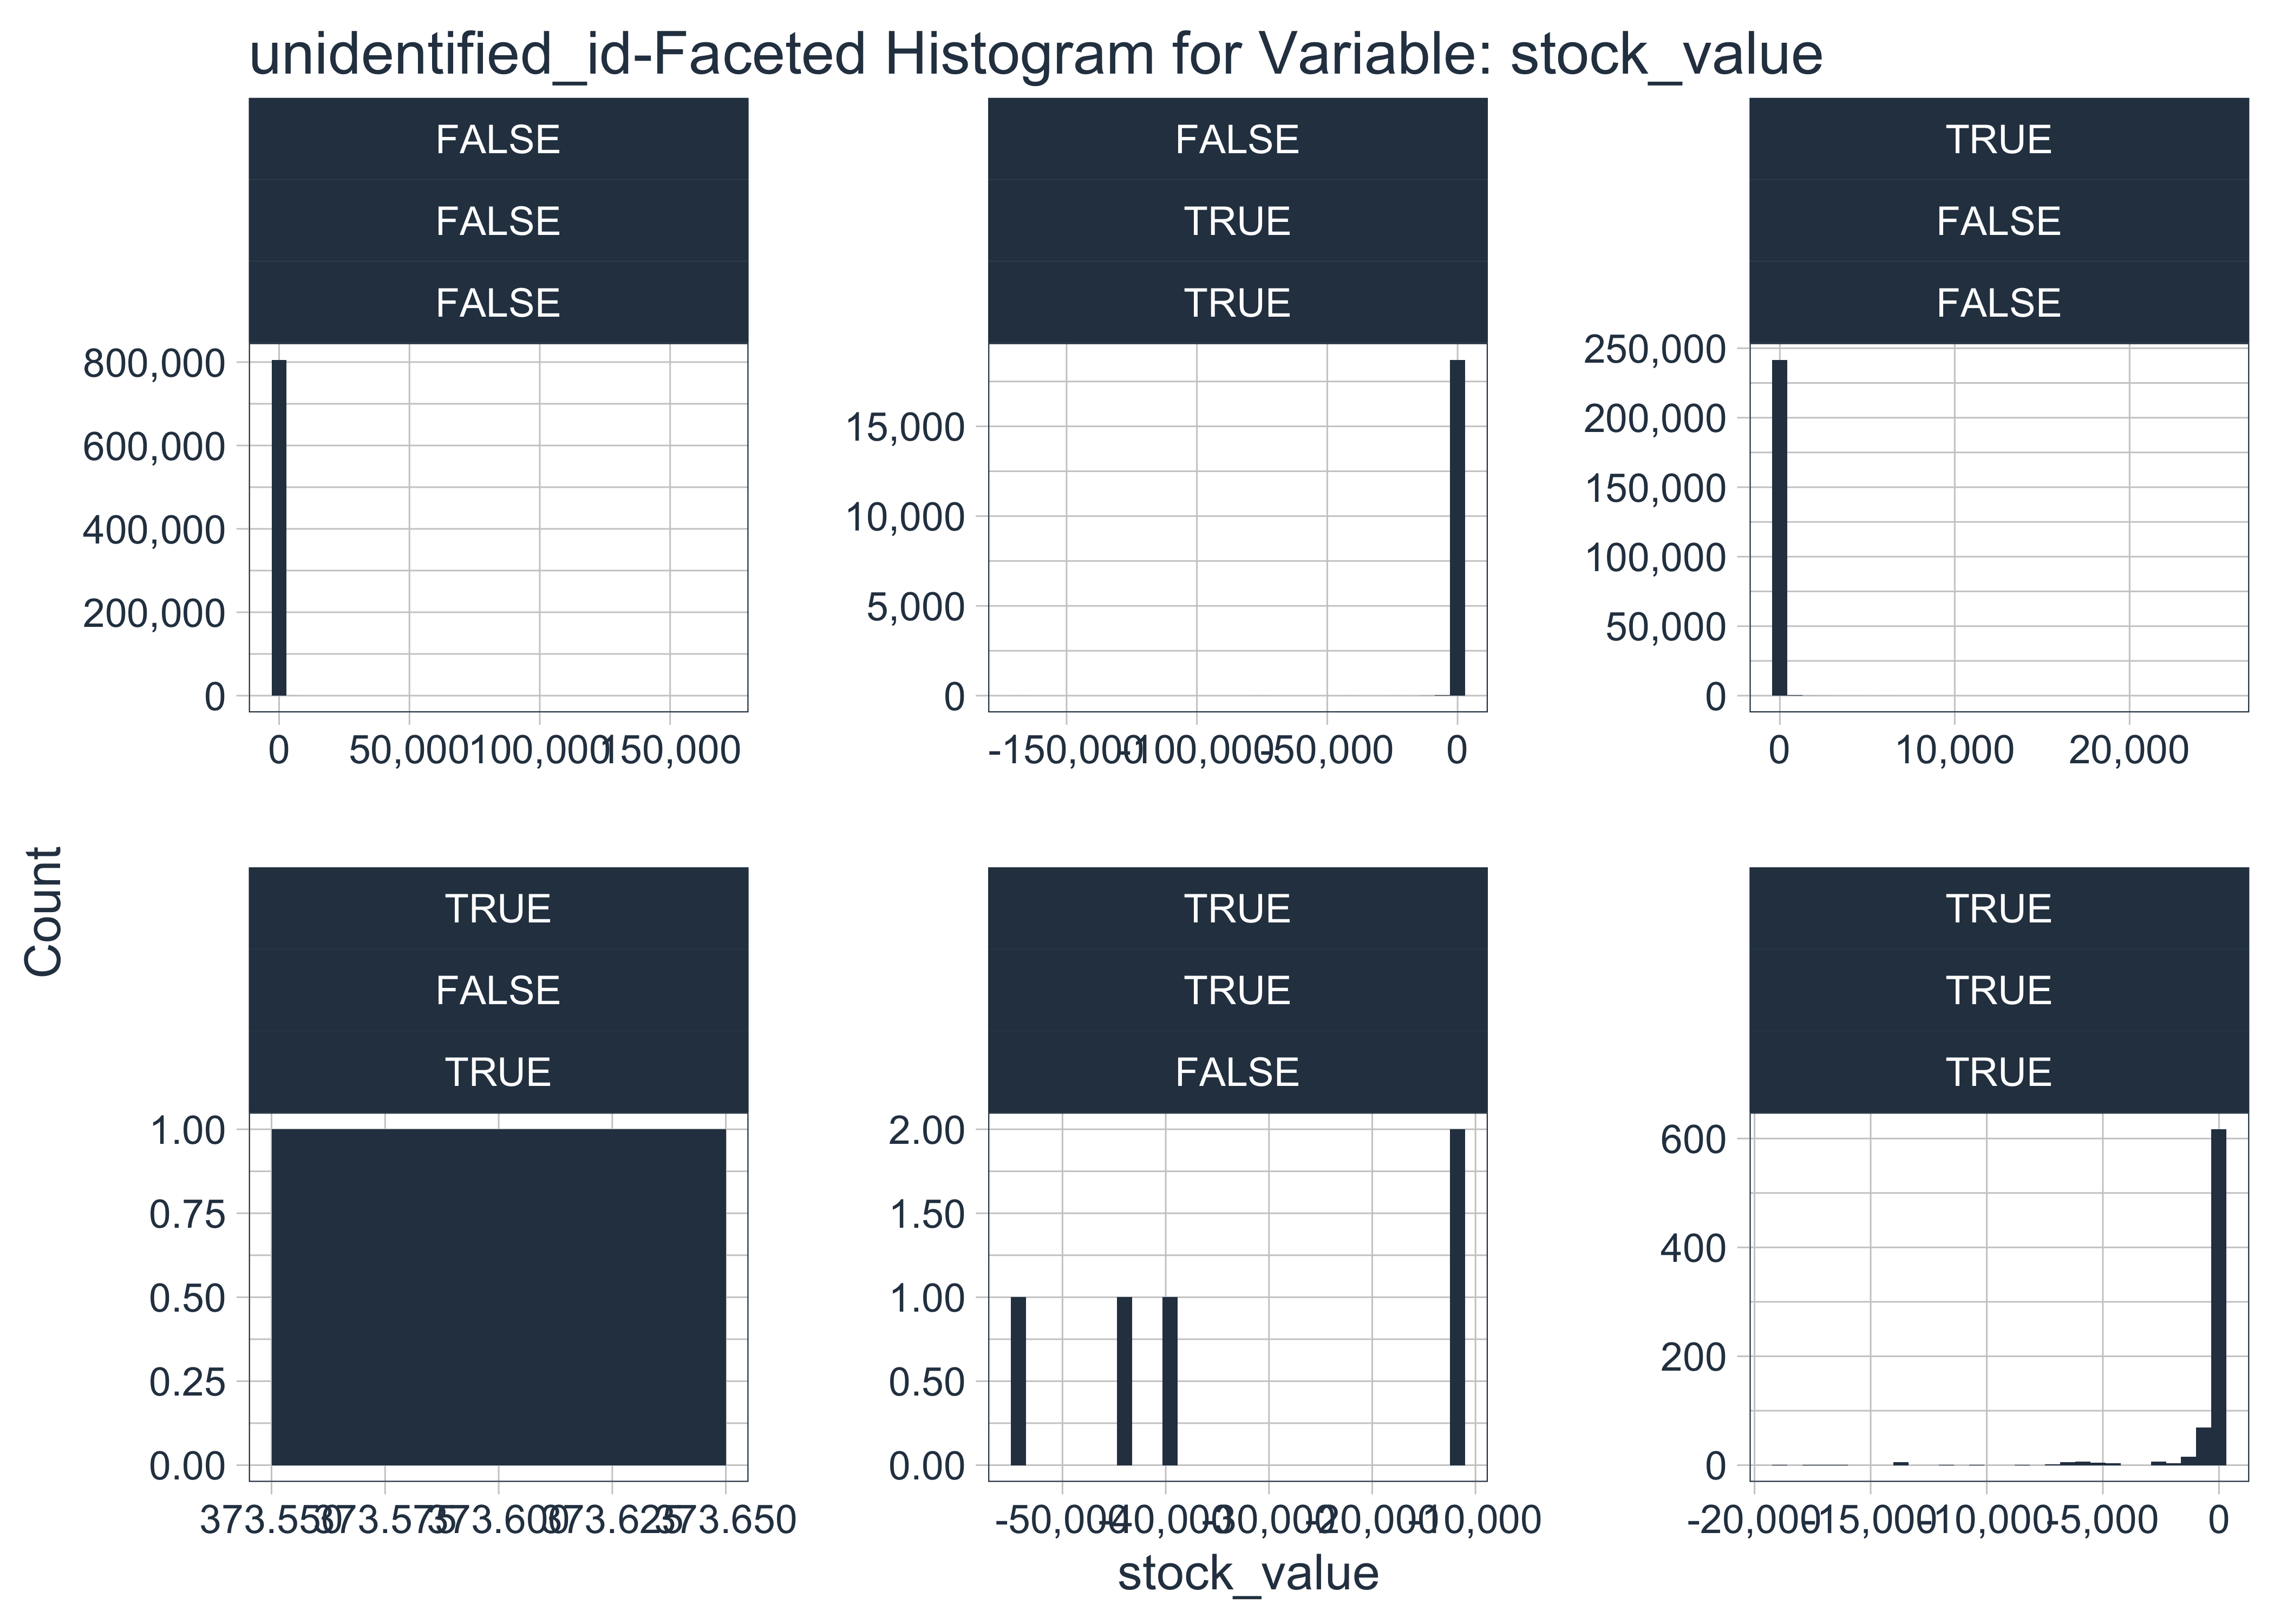 unidentified_id-Faceted Histogram for Variable: stock_value
FALSE
FALSE
FALSE
800,000
600,000
400,000
200,000
0
0 50,000 100,000 150,000
FALSE
TRUE
TRUE
15,000
10,000
5,000
0
-150,000 -100,000 -50,000 0
TRUE
FALSE
FALSE
250,000
200,000
150,000
100,000
50,000
0
0 10,000 20,000
Count
TRUE
FALSE
TRUE
1.00
0.75
0.50
0.25
0.00
373.550 373.575 373.600 373.625 373.650
TRUE
TRUE
FALSE
2.00
1.50
1.00
0.50
0.00
-50,000 -40,000 -30,000 -20,000 -10,000
TRUE
TRUE
TRUE
600
400
200
0
-20,000 -15,000 -10,000 -5,000 0
stock_value